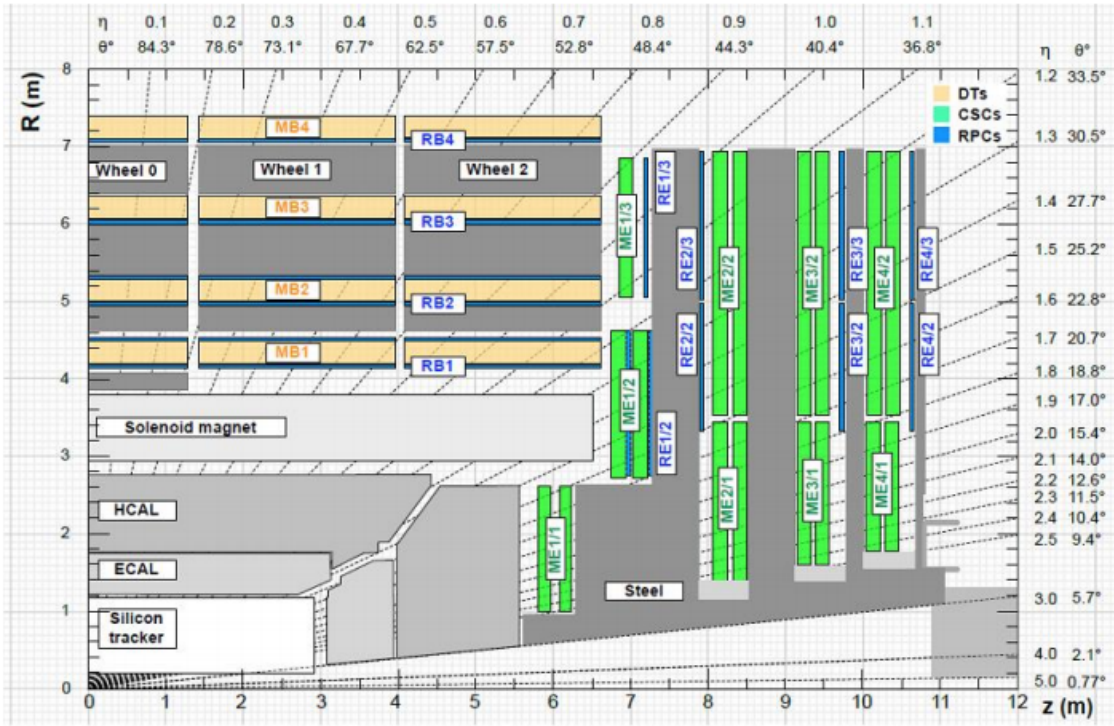 η 0.1 0.2 0.3 0.4 0.5 0.6 0.7 0.8 0.9 1.0 1.1
θ° 84.3° 78.6° 73.1° 67.7° 62.5° 57.5° 52.8° 48.4° 44.3° 40.4° 36.8° η θ°
R (m)
8
7
6
5
4
3
2
1
0
1.2 33.5°
1.3 30.5°
1.4 27.7°
1.5 25.2°
1.6 22.8°
1.7 20.7°
1.8 18.8°
1.9 17.0°
2.0 15.4°
2.1 14.0°
2.2 12.6°
2.3 11.5°
2.4 10.4°
2.5 9.4°
3.0 5.7°
4.0 2.1°
5.0 0.77°
DTs
CSCs
RPCs
MB4
RB4
Wheel 0 Wheel 1 Wheel 2
MB3
RB3
MB2
RB2
MB1
RB1
Solenoid magnet
HCAL
ECAL
Silicon
tracker
Steel
ME1/3
RE1/3
ME1/2
RE1/2
ME1/1
RE2/3
RE2/2
ME2/2
ME2/1
ME3/2
ME3/1
RE3/3
RE3/2
ME4/2
ME4/1
RE4/3
RE4/2
0 1 2 3 4 5 6 7 8 9 10 11 12
z (m)